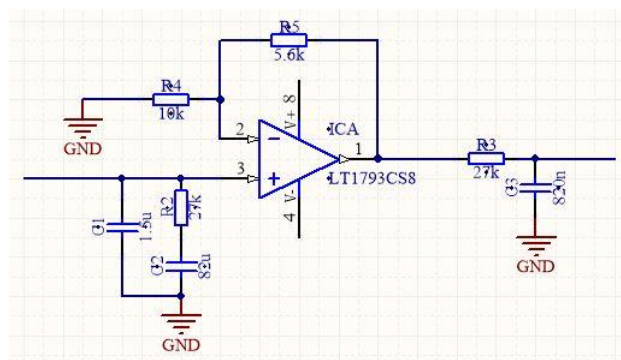 R5
5.6k
R4
10k
GND
8
V+
2
ICA
1
3
LT1793CS8
V-
4
R3
27k
C3
820n
GND
C1
1.5u
R2
27k
C2
82u
GND